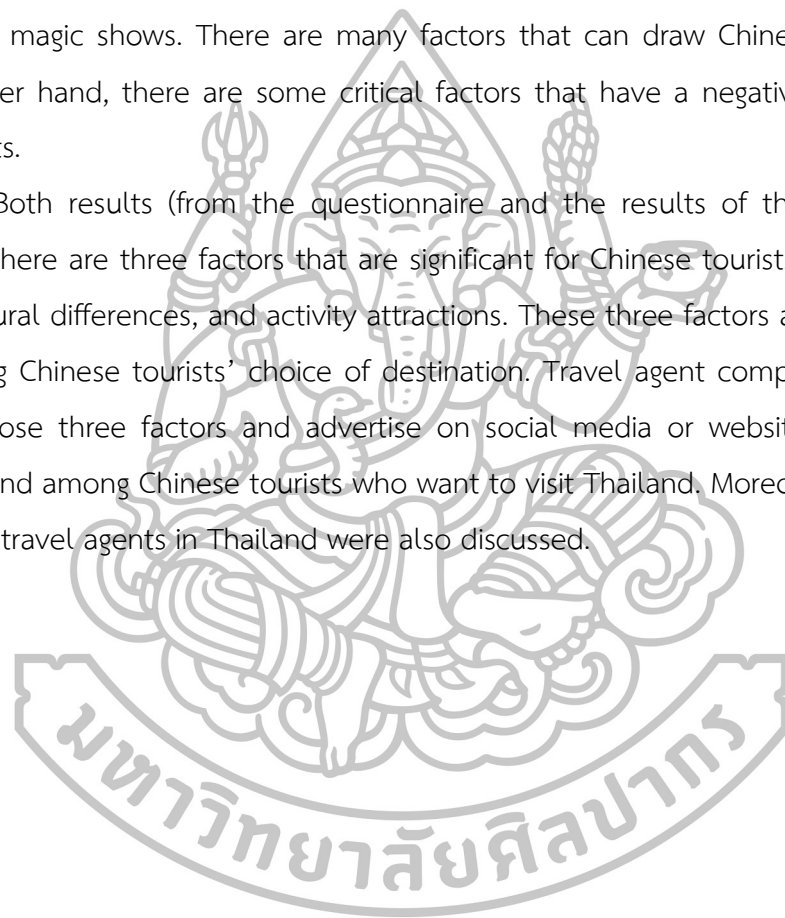 magic shows. There are many factors that can draw Chine
er hand, there are some critical factors that have a negativ
ts.
Both results (from the questionnaire and the results of th
here are three factors that are significant for Chinese tourist
ural differences, and activity attractions. These three factors a
g Chinese tourists’ choice of destination. Travel agent comp
ose three factors and advertise on social media or websit
nd among Chinese tourists who want to visit Thailand. Moreo
travel agents in Thailand were also discussed.
มหาวิทยาลัยศิลปากร